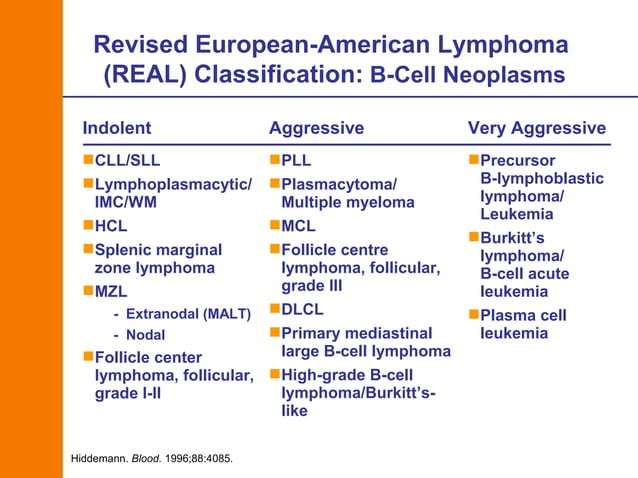 Revised European-American Lymphoma
(REAL) Classification: B-Cell Neoplasms
Indolent
CLL/SLL
Lymphoplasmacytic/
IMC/WM
HCL
Splenic marginal
zone lymphoma
MZL
- Extranodal (MALT)
- Nodal
Follicle center
lymphoma, follicular,
grade I-II
Aggressive
PLL
Plasmacytoma/
Multiple myeloma
MCL
Follicle centre
lymphoma, follicular,
grade III
DLCL
Primary mediastinal
large B-cell lymphoma
High-grade B-cell
lymphoma/Burkitt's-
like
Very Aggressive
Precursor
B-lymphoblastic
lymphoma/
Leukemia
Burkitt's
lymphoma/
B-cell acute
leukemia
Plasma cell
leukemia
Hiddemann. Blood. 1996;88:4085.